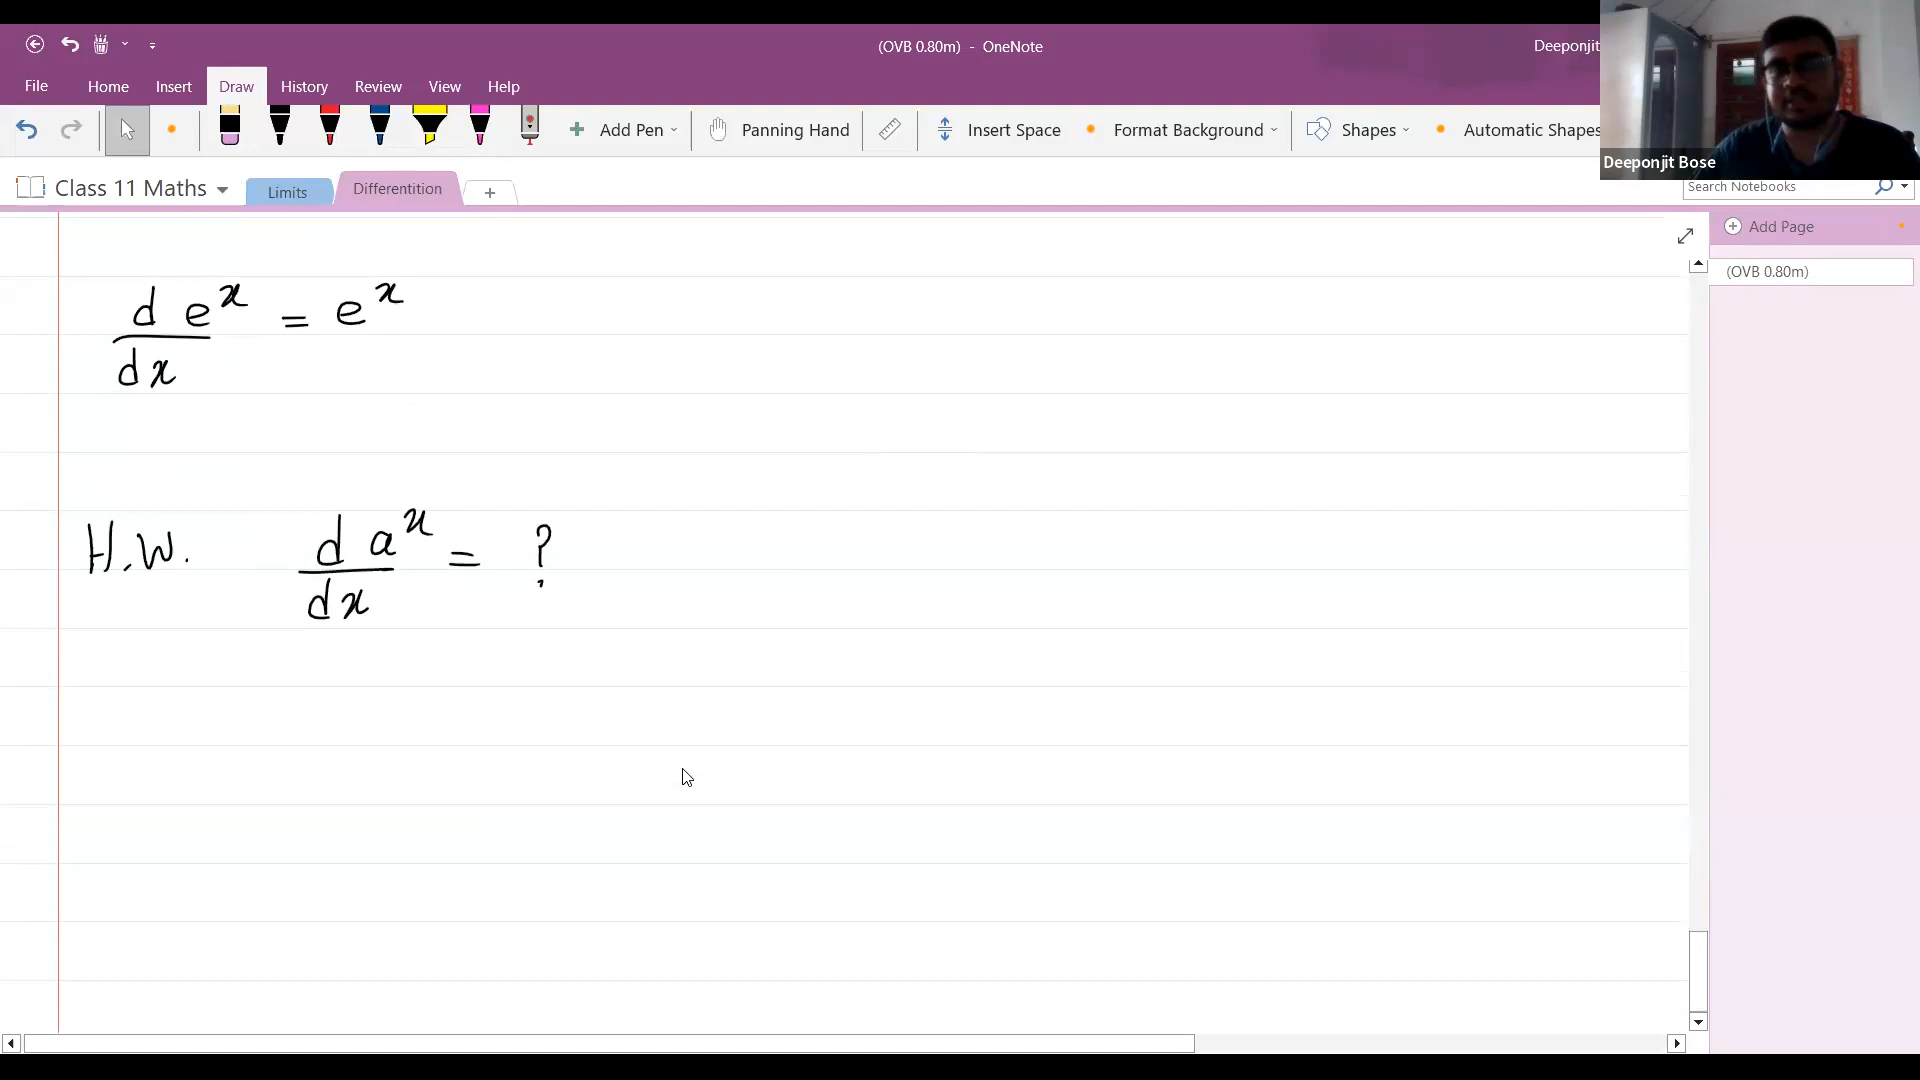 (OVB 0.80m) - OneNote
Deeponjit
File Home Insert Draw History Review View Help
Add Pen Panning Hand Insert Space Format Background Shapes Automatic Shapes
Deeponjit Bose
Class 11 Maths Limits Differentition + Search Notebooks
Add Page
(OVB 0.80m)
d e^x = e^x
dx
H.W. d a^x = ?
dx